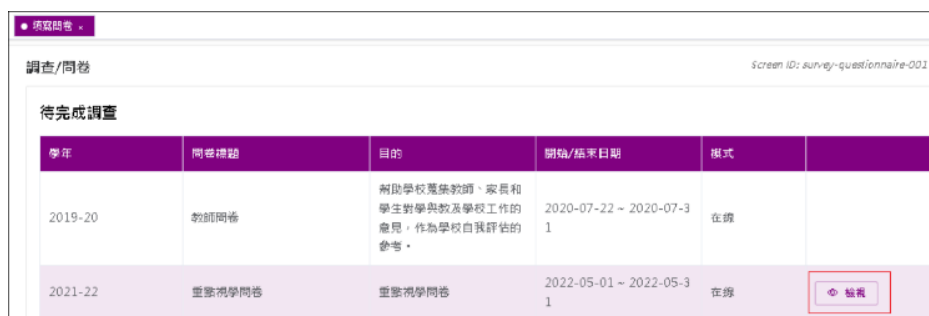 填寫問卷 ×
調查/問卷
Screen ID: survey-questionnaire-001
待完成調查
學年 問卷標題 目的 開始/結束日期 模式
2019-20 教師問卷 幫助學校蒐集教師、家長和 2020-07-22 ~ 2020-07-3 在線
學生對學與教及學校工作的 1
意見，作為學校自我評估的
參考。
2021-22 重點視學問卷 重點視學問卷 2022-05-01 ~ 2022-05-3 在線 檢視
1